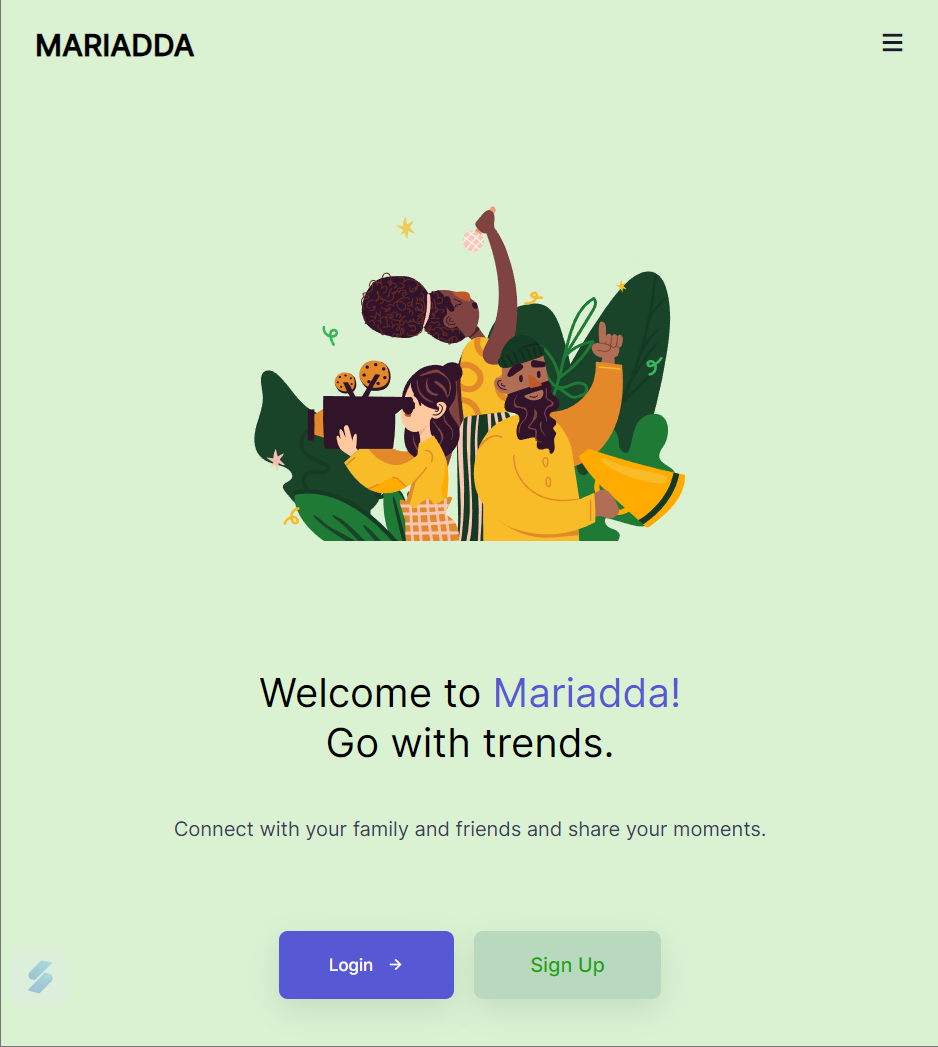 MARIADDA
Welcome to Mariadda!
Go with trends.
Connect with your family and friends and share your moments.
Login
Sign Up